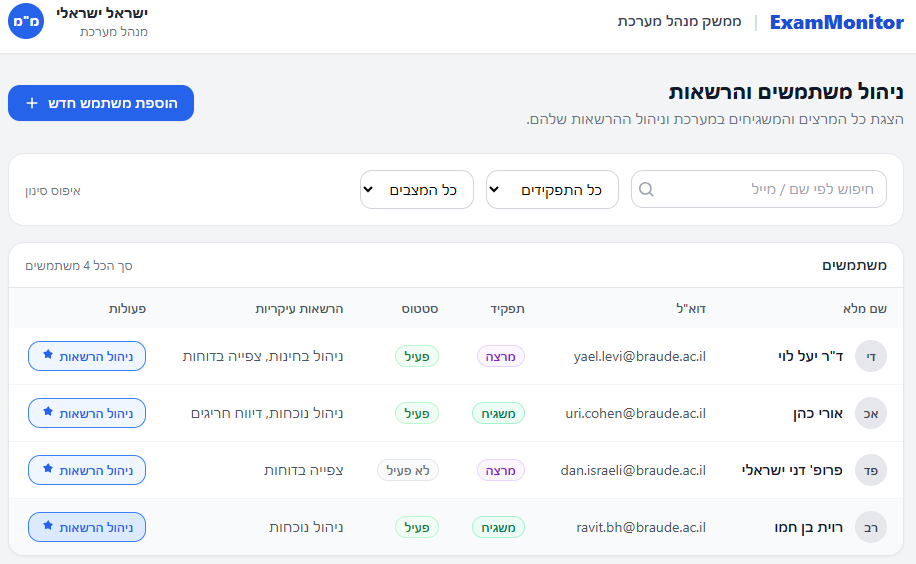 ExamMonitor | ממשק מנהל מערכת
ישראל ישראלי
מנהל מערכת
מ"מ
ניהול משתמשים והרשאות
הצגת כל המרצים והמשגיחים במערכת וניהול ההרשאות שלהם.
הוספת משתמש חדש +
חיפוש לפי שם / מייל
כל התפקידים
כל המצבים
איפוס סינון
משתמשים
סך הכל 4 משתמשים
שם מלא דוא"ל תפקיד סטטוס הרשאות עיקריות פעולות
די ד"ר יעל לוי yael.levi@braude.ac.il מרצה פעיל ניהול בחינות, צפייה בדוחות ניהול הרשאות
אכ אורי כהן uri.cohen@braude.ac.il משגיח פעיל ניהול נוכחות, דיווח חריגים ניהול הרשאות
פד פרופ' דני ישראלי dan.israeli@braude.ac.il מרצה לא פעיל צפייה בדוחות ניהול הרשאות
רב רוית בן חמו ravit.bh@braude.ac.il משגיח פעיל ניהול נוכחות ניהול הרשאות